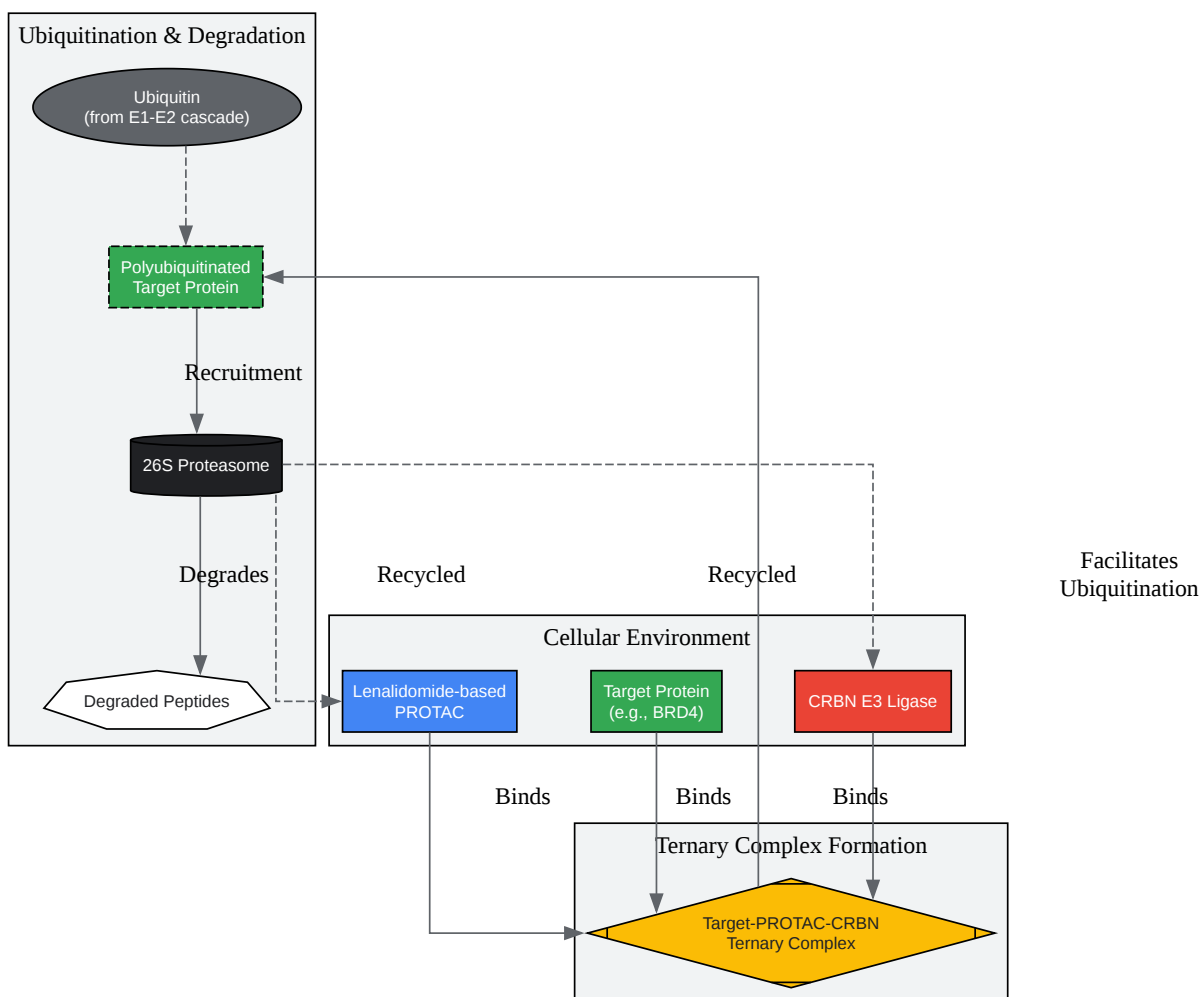 Ubiquitination & Degradation
Ubiquitin
(from E1-E2 cascade)
Polyubiquitinated
Target Protein
Recruitment
26S Proteasome
Degrades
Recycled
Recycled
Facilitates
Ubiquitination
Cellular Environment
Degraded Peptides
Lenalidomide-based
PROTAC
Target Protein
(e.g., BRD4)
CRBN E3 Ligase
Binds
Binds
Binds
Ternary Complex Formation
Target-PROTAC-CRBN
Ternary Complex